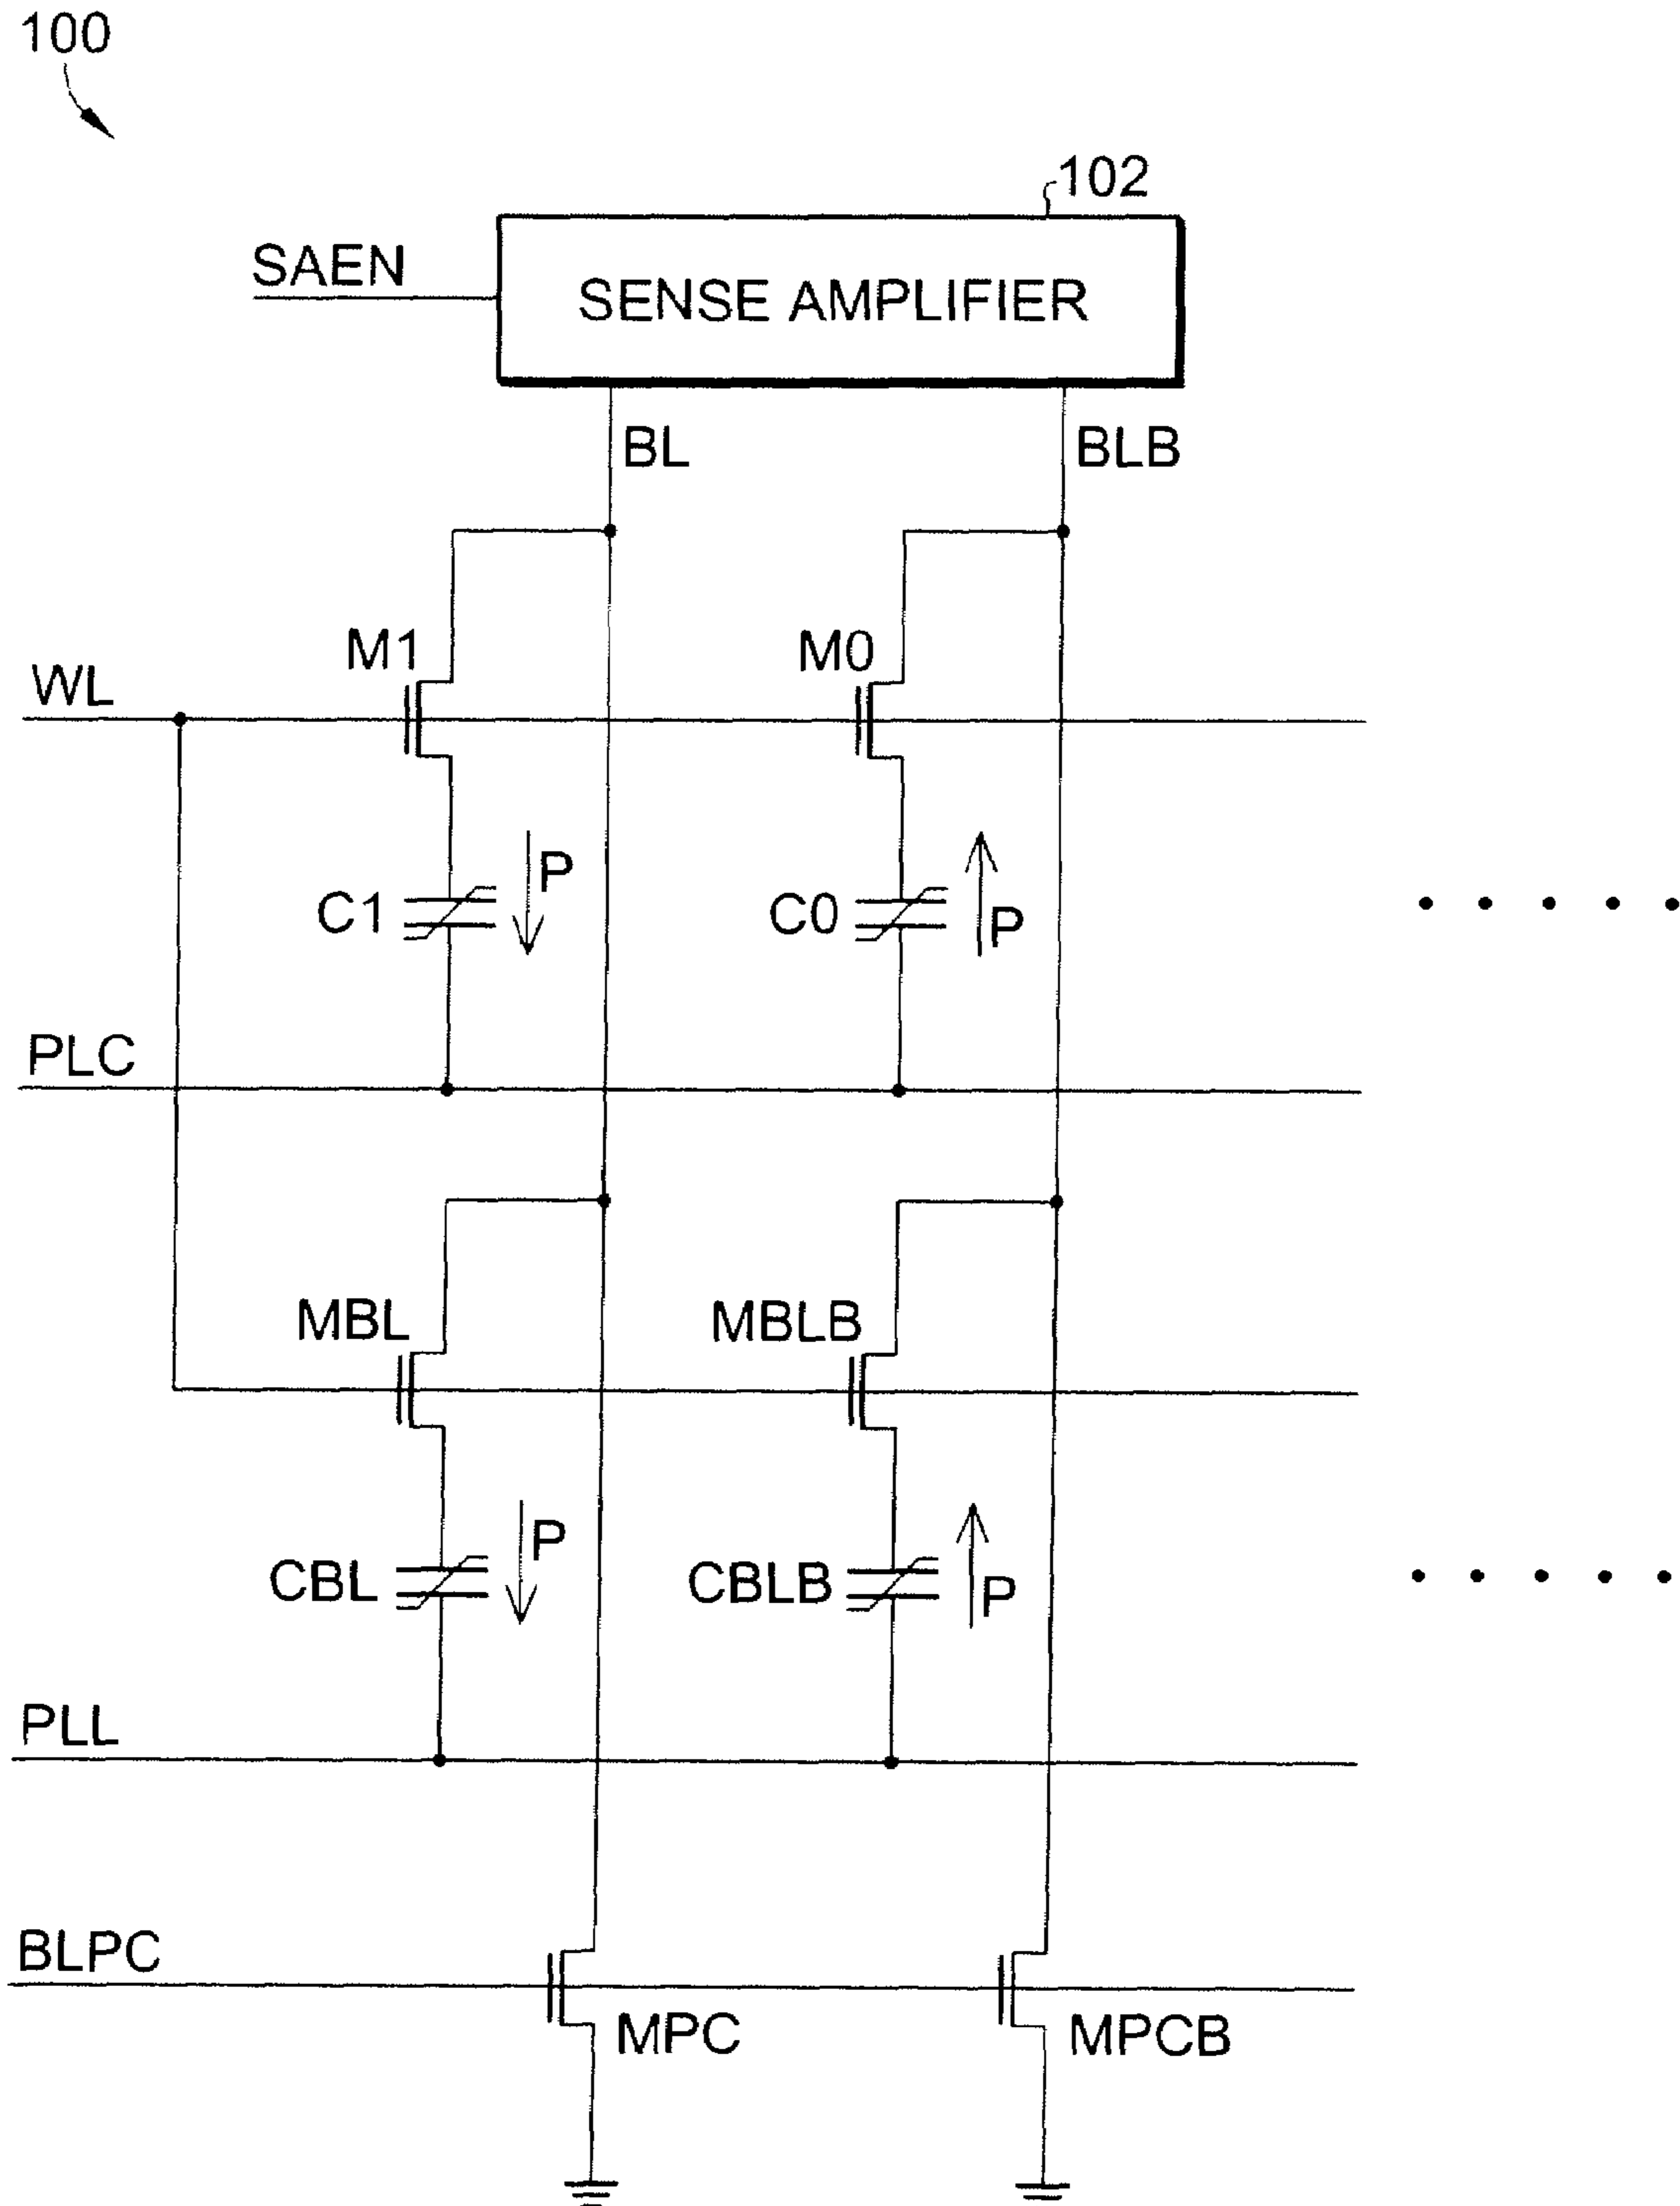 100
102
SAEN
SENSE AMPLIFIER
BL
BLB
M1
M0
WL
P
C1
C0
P
PLC
MBL
MBLB
P
CBL
CBLB
P
PLL
BLPC
MPC
MPCB